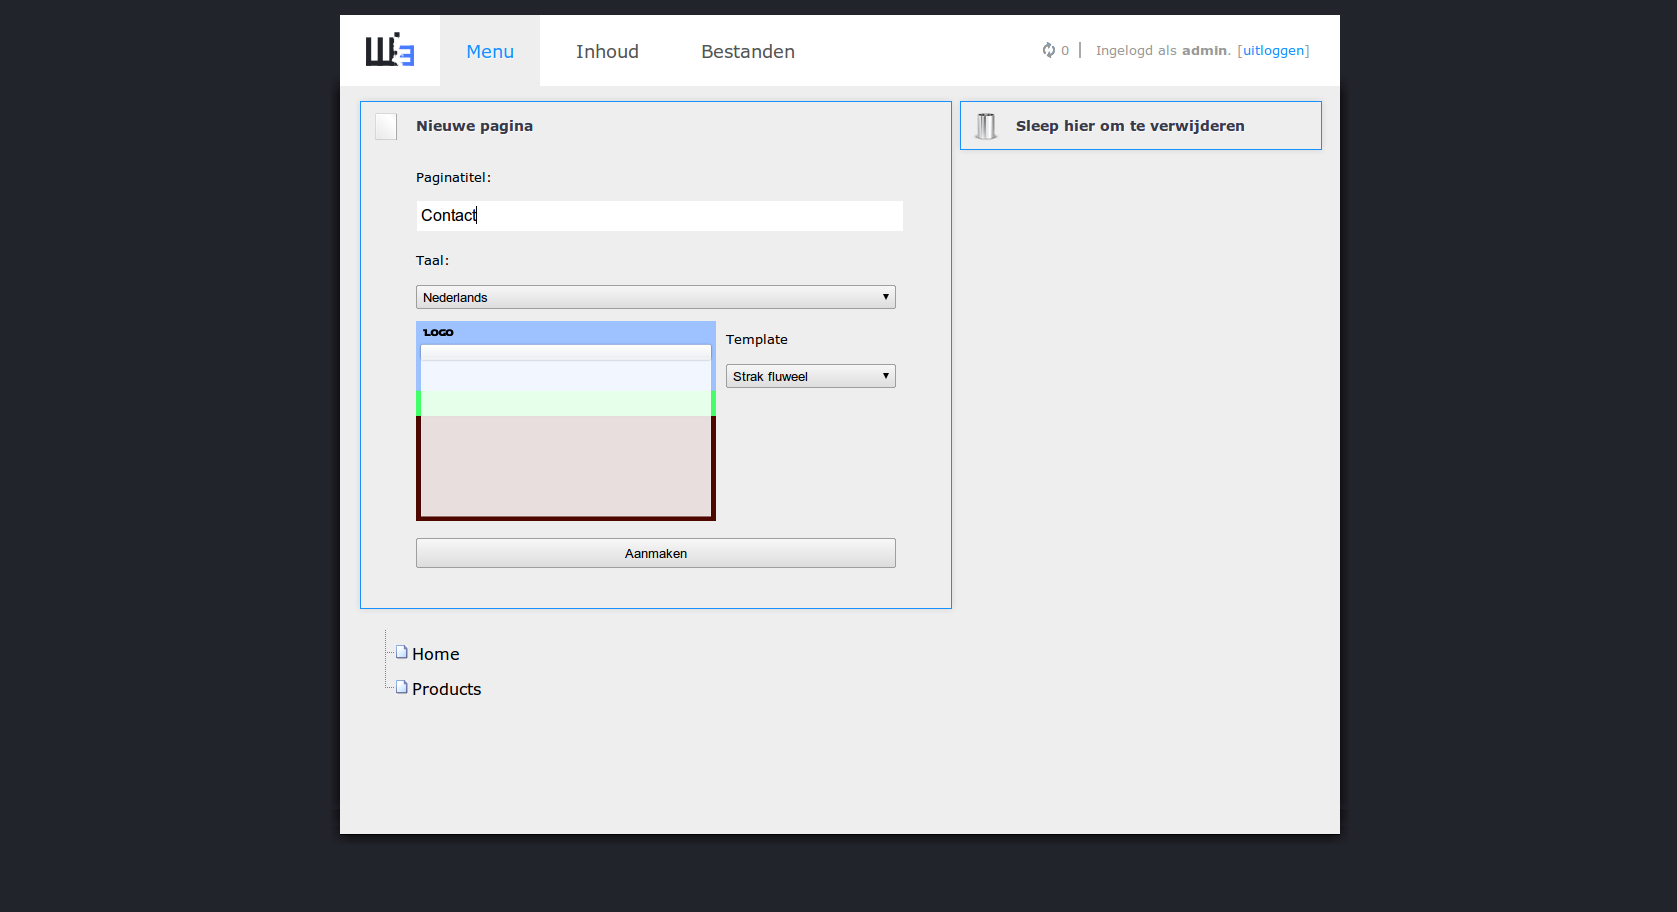 Menu
Inhoud
Bestanden
0
Ingelogd als admin. [uitloggen]
Nieuwe pagina
Sleep hier om te verwijderen
Paginatitel:
Contact
Taal:
Nederlands
LOGO
Template
Strak fluweel
Aanmaken
Home
Products